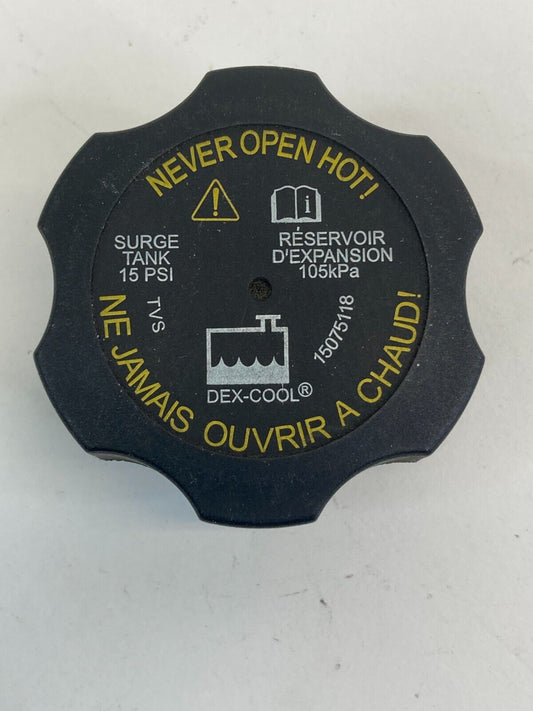 NEVER OPEN HOT!
SURGE
TANK
15 PSI
RÉSERVOIR
D'EXPANSION
105kPa
TVS
15075118
DEX-COOL®
NE JAMAIS OUVRIR A CHAUD!